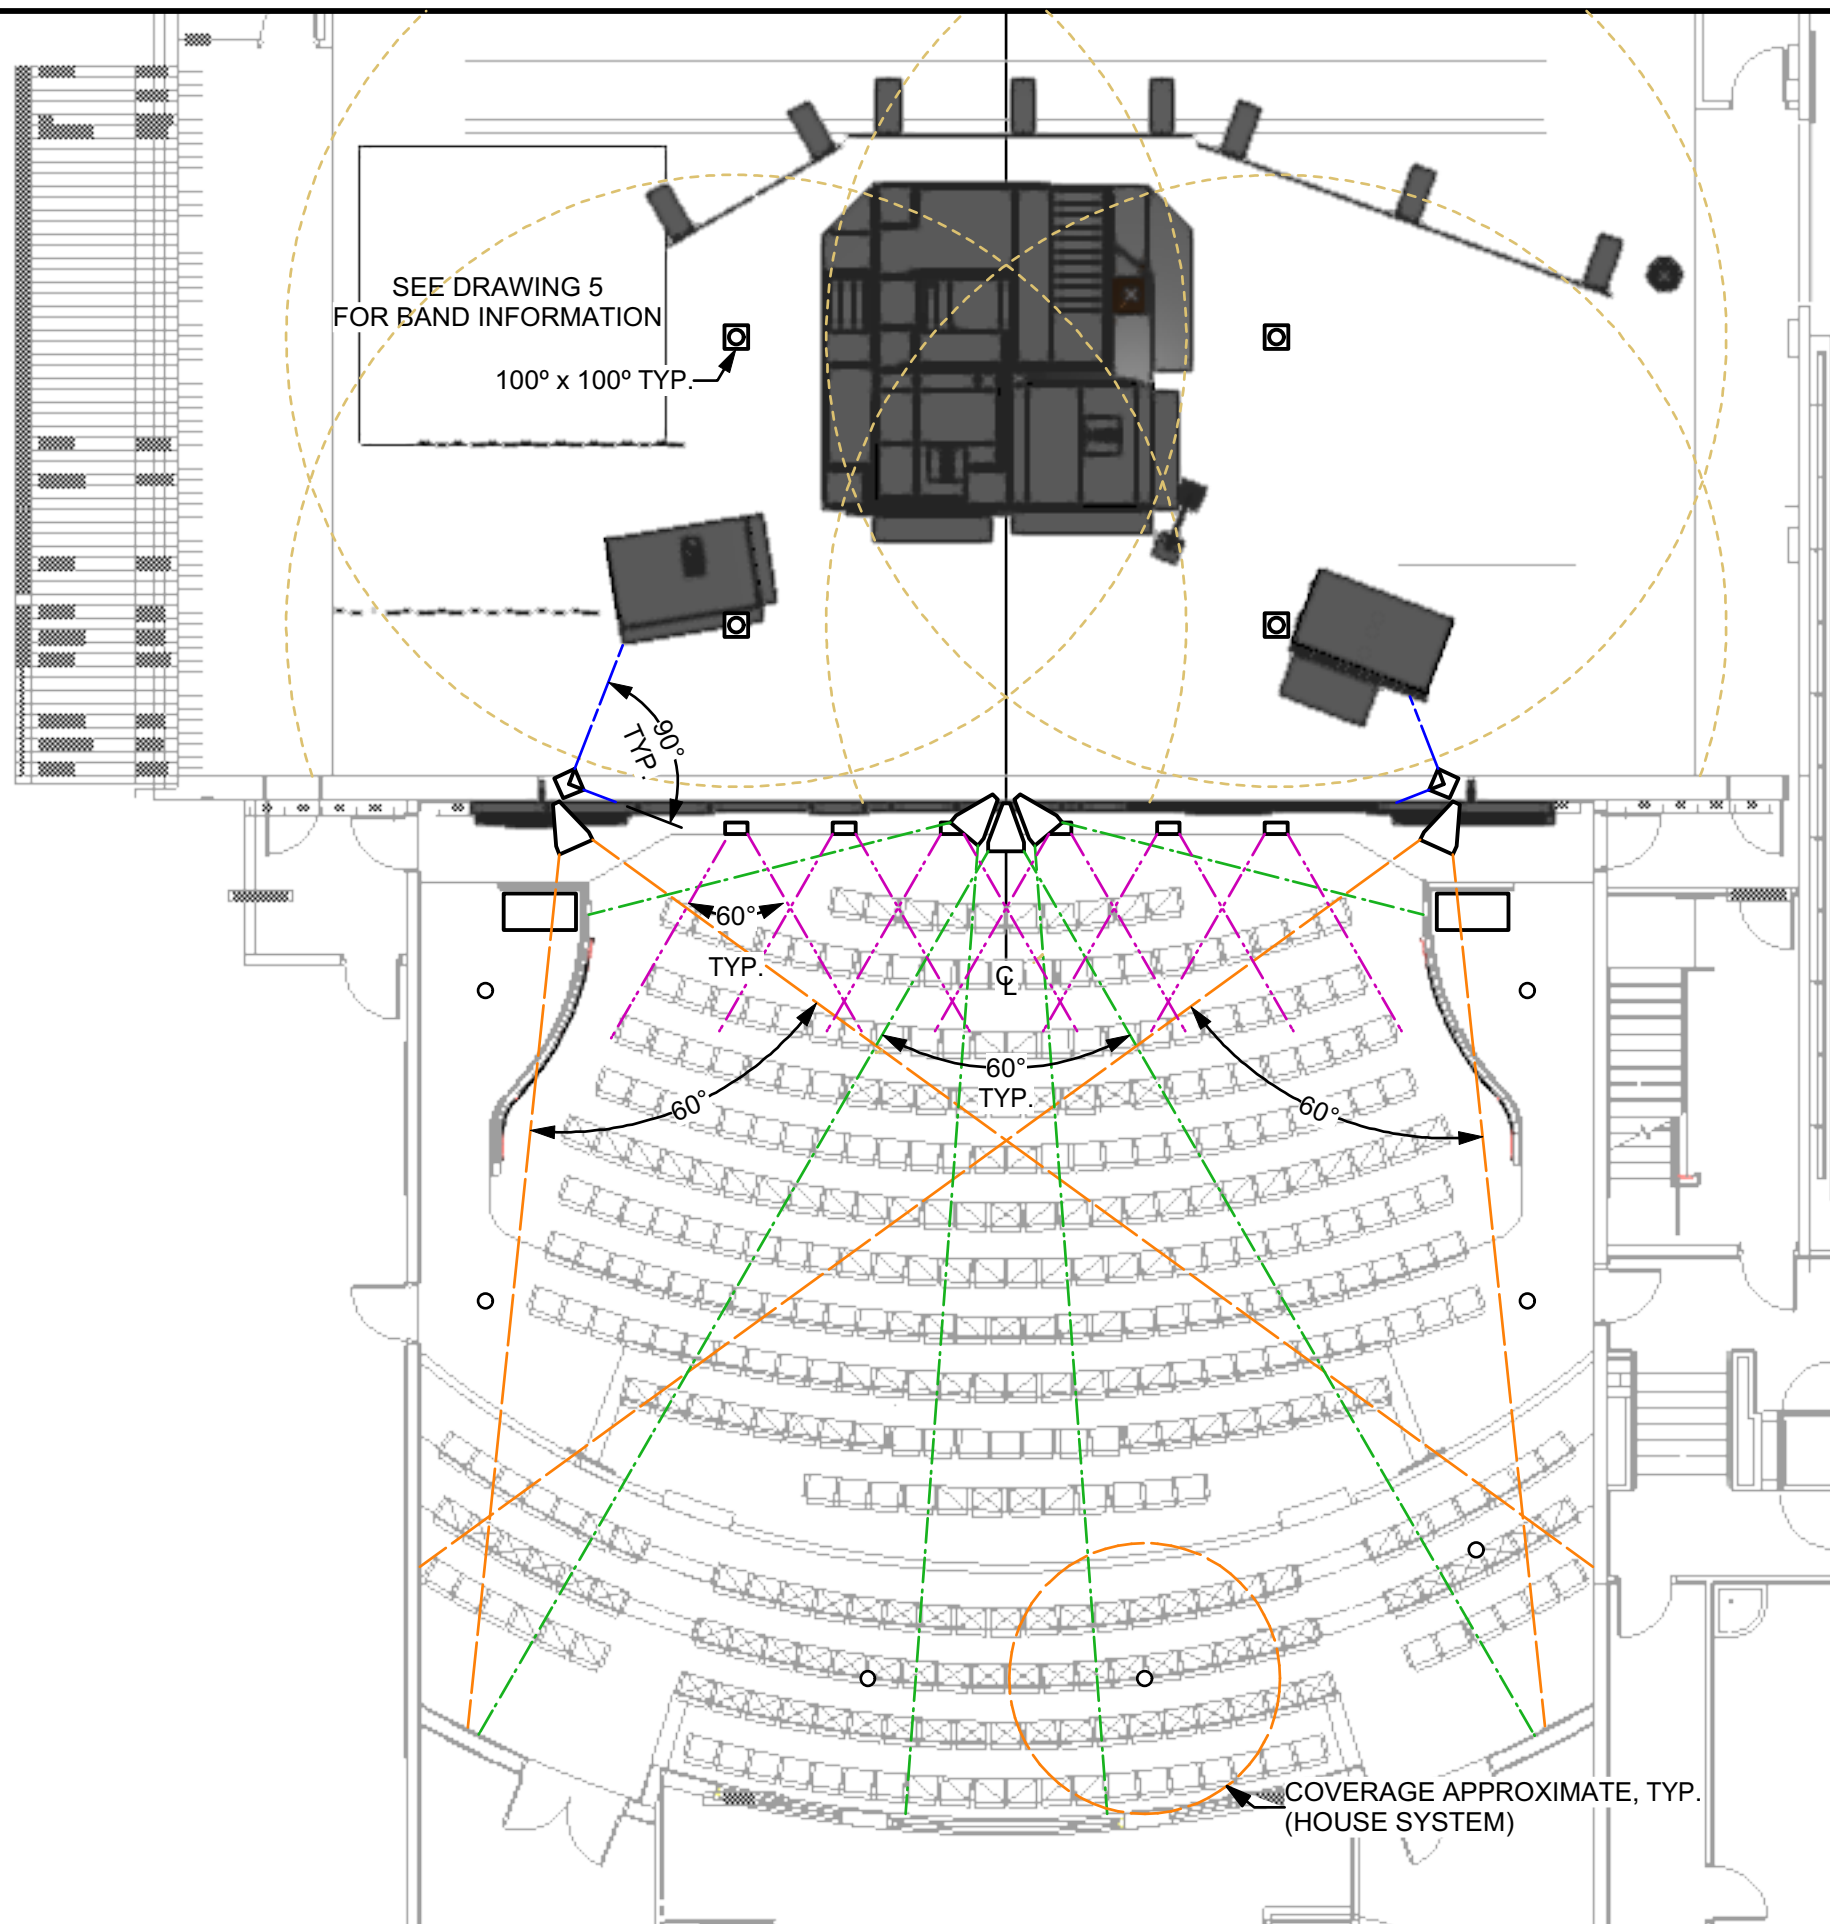 SEE DRAWING 5
FOR BAND INFORMATION
100º x 100º TYP.
90°
TYP.
60°
TYP.
℄
60°
60°
TYP.
60°
COVERAGE APPROXIMATE, TYP.
(HOUSE SYSTEM)